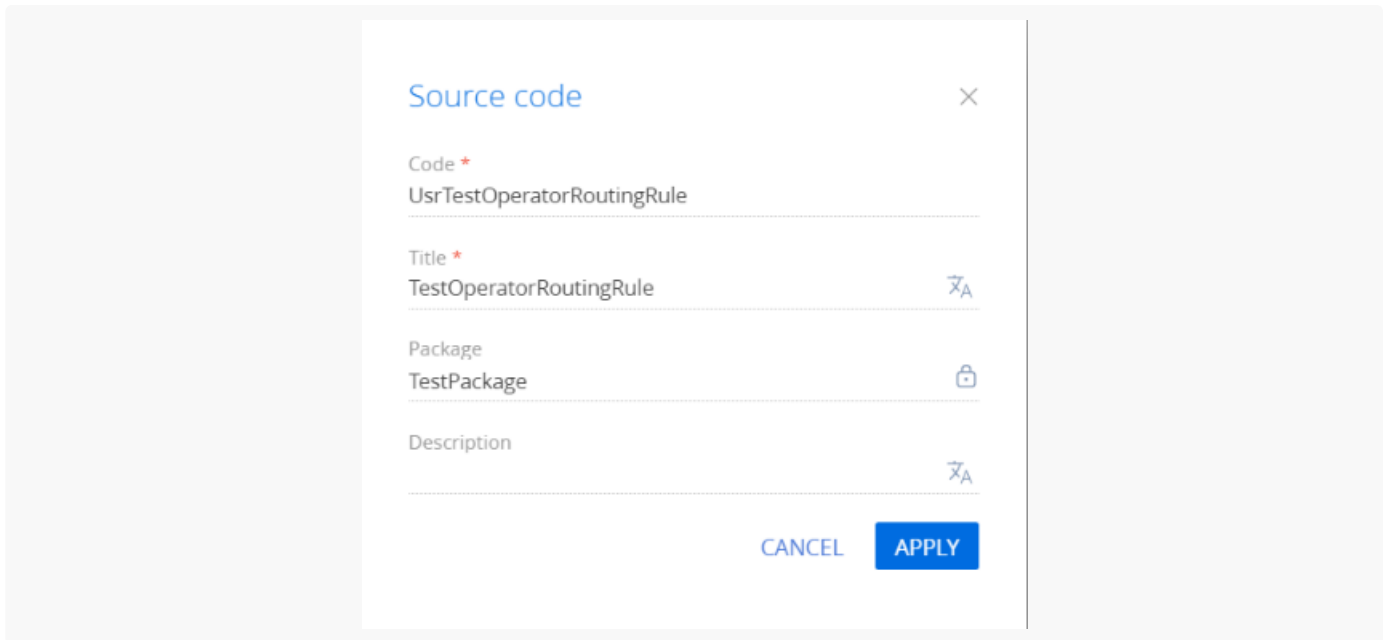 Source code
Code *
UsrTestOperatorRoutingRule
Title *
TestOperatorRoutingRule
Package
TestPackage
Description
CANCEL APPLY